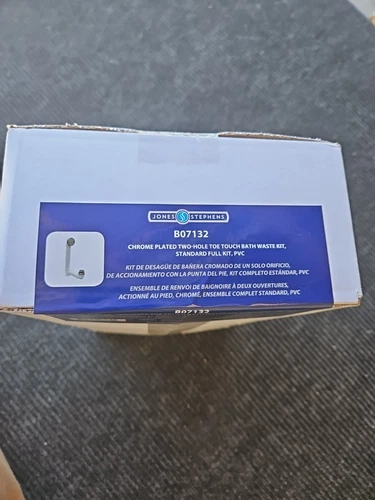 JONES STEPHENS
B07132
CHROME PLATED TWO-HOLE TOE TOUCH BATH WASTE KIT,
STANDARD FULL KIT, PVC
KIT DE DESAGÜE DE BAÑERA CROMADO DE UN SOLO ORIFICIO,
DE ACCIONAMIENTO CON LA PUNTA DEL PIE, KIT COMPLETO ESTÁNDAR, PVC
ENSEMBLE DE RENVOI DE BAIGNOIRE À DEUX OUVERTURES,
ACTIONNÉ AU PIED, CHROMÉ, ENSEMBLE COMPLET STANDARD, PVC
B07132